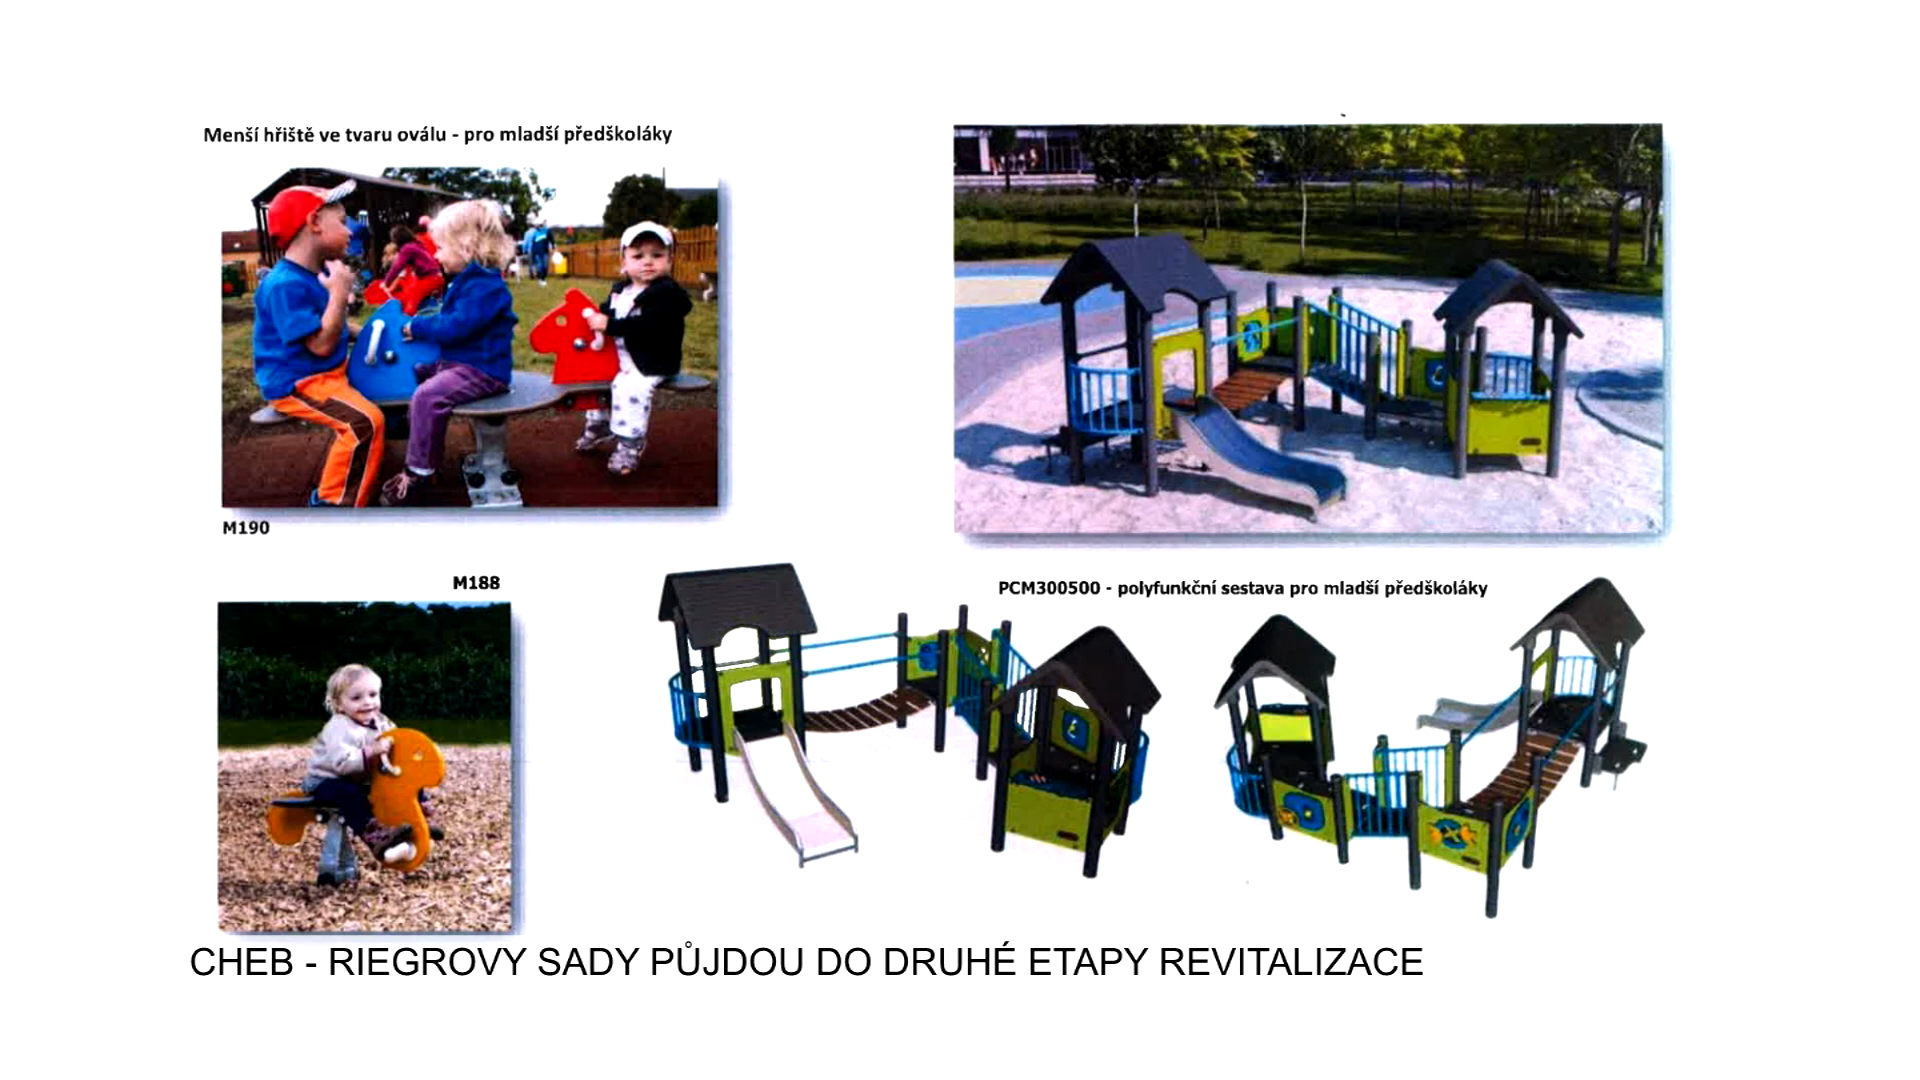 Menší hřiště ve tvaru oválu - pro mladší předškoláky
M190
M188
PCM300500 - polyfunkční sestava pro mladší předškoláky
CHEB - RIEGROVY SADY PŮJDOU DO DRUHÉ ETAPY REVITALIZACE